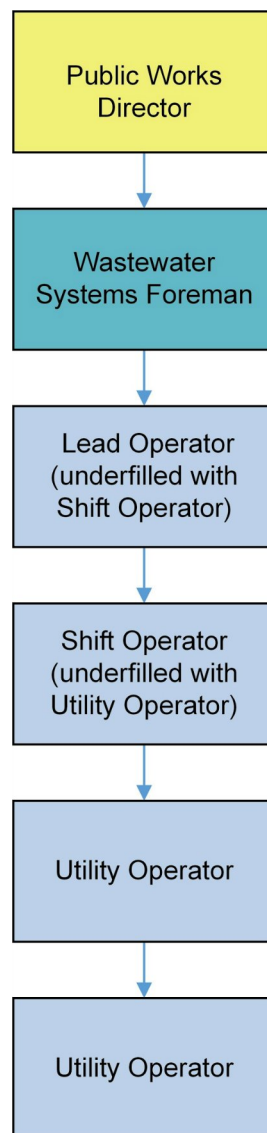 Public Works
Director
Wastewater
Systems Foreman
Lead Operator
(underfilled with
Shift Operator)
Shift Operator
(underfilled with
Utility Operator)
Utility Operator
Utility Operator